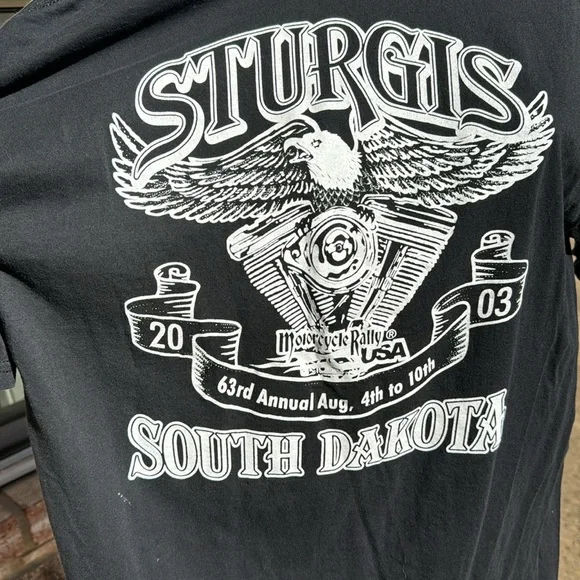 STURGIS
20 03
Motorcycle Rally®
USA
63rd Annual Aug, 4th to 10th
SOUTH DAKOTA